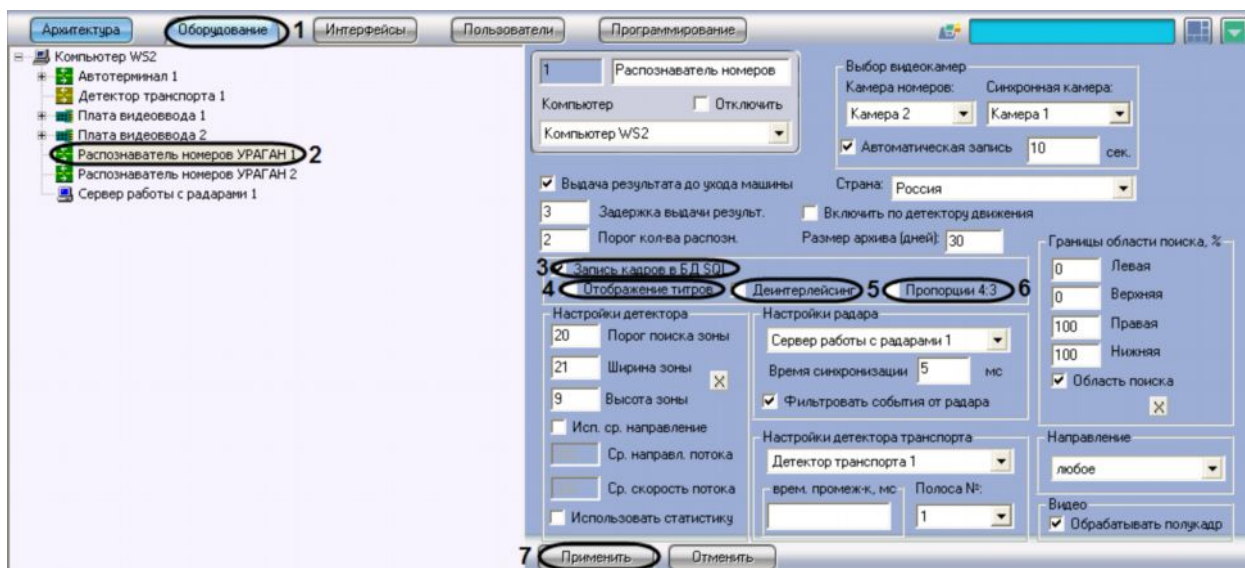 Архитектура Оборудование 1 Интерфейсы Пользователи Программирование
Компьютер WS2
Автотерминал 1
Детектор транспорта 1
Плата видеоввода 1
Плата видеоввода 2
Распознаватель номеров УРАГАН 1 2
Распознаватель номеров УРАГАН 2
Сервер работы с радарами 1
1 Распознаватель номеров
Компьютер Отключить
Компьютер WS2
Выбор видеокамер
Камера номеров: Синхронная камера:
Камера 2 Камера 1
Автоматическая запись 10 сек.
Выдача результата до ухода машины
Страна: Россия
3 Задержка выдачи результ.
Включить по детектору движения
2 Порог кол-ва распозн.
Размер архива (дней): 30
3 Запись кадров в БД SQL
4 Отображение титров Деинтерлейсинг 5 Пропорции 4:3 6
Границы области поиска, %
0 Левая
0 Верхняя
100 Правая
100 Нижняя
Область поиска
X
Настройки детектора
20 Порог поиска зоны
21 Ширина зоны
X
9 Высота зоны
Исп. ср. направление
Ср. направл. потока
Ср. скорость потока
Использовать статистику
Настройки радара
Сервер работы с радарами 1
Время синхронизации 5 мс
Фильтровать события от радара
Настройки детектора транспорта
Детектор транспорта 1
врем. промеж-к, мс Полоса №:
1
Направление
любое
Видео
Обрабатывать полукадр
7 Применить Отменить